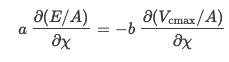 a ∂(E/A)/∂χ = −b ∂(V_cmax/A)/∂χ